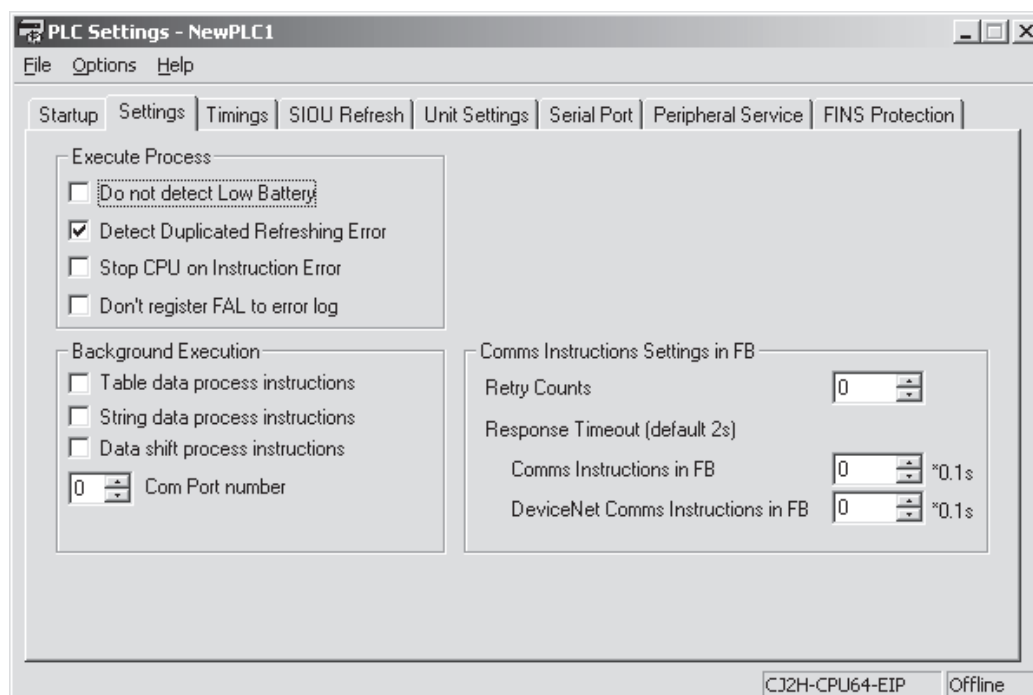 PLC Settings - NewPLC1
File Options Help
Startup Settings Timings SIOU Refresh Unit Settings Serial Port Peripheral Service FINS Protection
Execute Process
Do not detect Low Battery
Detect Duplicated Refreshing Error
Stop CPU on Instruction Error
Don't register FAL to error log
Background Execution
Table data process instructions
String data process instructions
Data shift process instructions
0 Com Port number
Comms Instructions Settings in FB
Retry Counts 0
Response Timeout (default 2s)
Comms Instructions in FB 0 *0.1s
DeviceNet Comms Instructions in FB 0 *0.1s
CJ2H-CPU64-EIP Offline